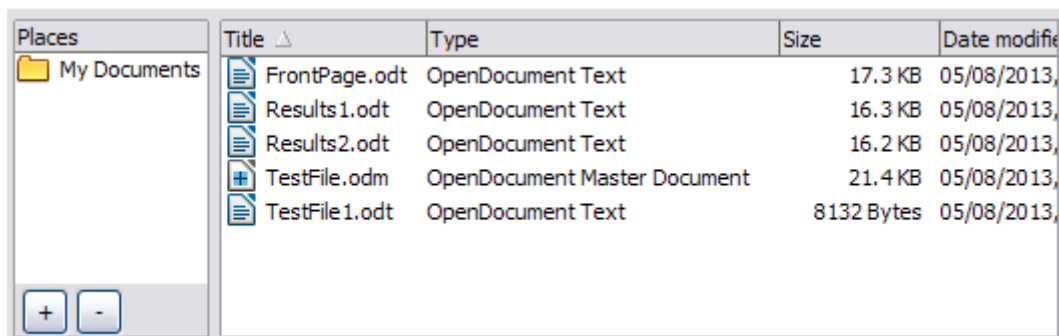 Places Title Type Size Date modifie
My Documents FrontPage.odt OpenDocument Text 17.3 KB 05/08/2013,
Results1.odt OpenDocument Text 16.3 KB 05/08/2013,
Results2.odt OpenDocument Text 16.2 KB 05/08/2013,
TestFile.odm OpenDocument Master Document 21.4 KB 05/08/2013,
TestFile1.odt OpenDocument Text 8132 Bytes 05/08/2013,
+ -